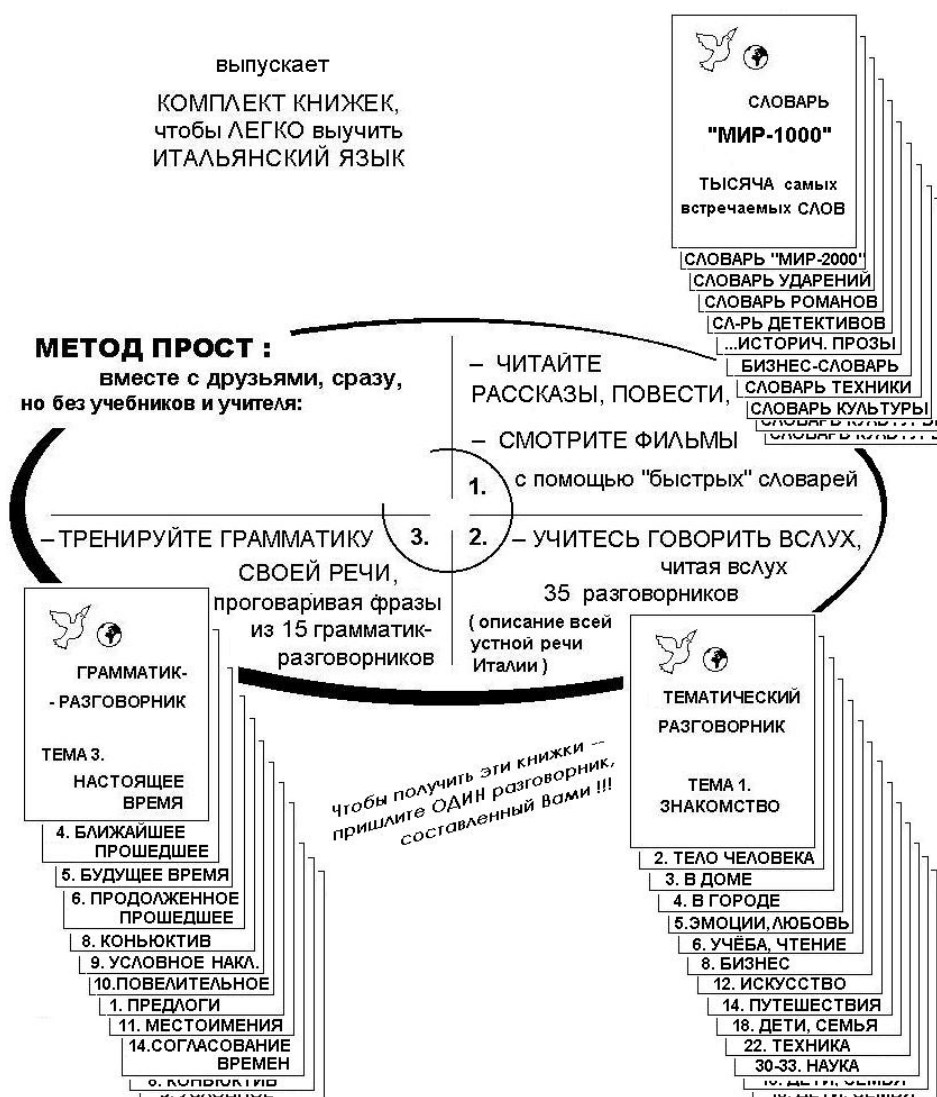 выпускает
КОМПЛЕКТ КНИЖЕК,
чтобы ЛЕГКО выучить
ИТАЛЬЯНСКИЙ ЯЗЫК
СЛОВАРЬ
"МИР-1000"
ТЫСЯЧА самых
встречаемых СЛОВ
СЛОВАРЬ "МИР-2000"
СЛОВАРЬ УДАРЕНИЙ
СЛОВАРЬ РОМАНОВ
СЛ-РЬ ДЕТЕКТИВОВ
...ИСТОРИЧ. ПРОЗЫ
БИЗНЕС-СЛОВАРЬ
СЛОВАРЬ ТЕХНИКИ
СЛОВАРЬ КУЛЬТУРЫ
МЕТОД ПРОСТ :
вместе с друзьями, сразу,
но без учебников и учителя:
– ЧИТАЙТЕ
РАССКАЗЫ, ПОВЕСТИ,
– СМОТРИТЕ ФИЛЬМЫ
1. с помощью "быстрых" словарей
2. – УЧИТЕСЬ ГОВОРИТЬ ВСЛУХ,
читая вслух
35 разговорников
( описание всей
устной речи
Италии )
– ТРЕНИРУЙТЕ ГРАММАТИКУ 3.
СВОЕЙ РЕЧИ,
проговаривая фразы
из 15 грамматик-
разговорников
ГРАММАТИК-
- РАЗГОВОРНИК
ТЕМА 3.
НАСТОЯЩЕЕ
ВРЕМЯ
4. БЛИЖАЙШЕЕ
ПРОШЕДШЕЕ
5. БУДУЩЕЕ ВРЕМЯ
6. ПРОДОЛЖЕННОЕ
ПРОШЕДШЕЕ
8. КОНЬЮКТИВ
9. УСЛОВНОЕ НАКЛ.
10.ПОВЕЛИТЕЛЬНОЕ
1. ПРЕДЛОГИ
11. МЕСТОИМЕНИЯ
14.СОГЛАСОВАНИЕ
ВРЕМЕН
Чтобы получить эти книжки --
пришлите ОДИН разговорник,
составленный Вами !!!
ТЕМАТИЧЕСКИЙ
РАЗГОВОРНИК
ТЕМА 1.
ЗНАКОМСТВО
2. ТЕЛО ЧЕЛОВЕКА
3. В ДОМЕ
4. В ГОРОДЕ
5.ЭМОЦИИ,ЛЮБОВЬ
6. УЧЁБА, ЧТЕНИЕ
8. БИЗНЕС
12. ИСКУССТВО
14. ПУТЕШЕСТВИЯ
18. ДЕТИ, СЕМЬЯ
22. ТЕХНИКА
30-33. НАУКА